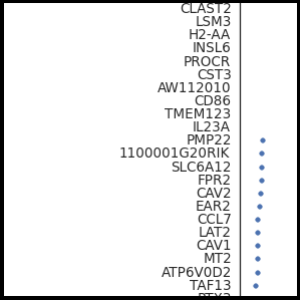 CLAST2
LSM3
H2-AA
INSL6
PROCR
CST3
AW112010
CD86
TMEM123
IL23A
PMP22
1100001G20RIK
SLC6A12
FPR2
CAV2
EAR2
CCL7
LAT2
CAV1
MT2
ATP6V0D2
TAF13